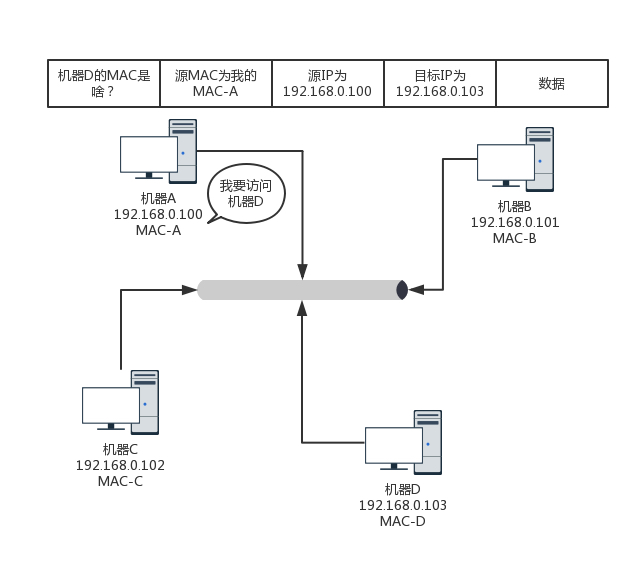 机器D的MAC是
啥？
源MAC为我的
MAC-A
源IP为
192.168.0.100
目标IP为
192.168.0.103
数据
机器A
192.168.0.100
MAC-A
我要访问
机器D
机器B
192.168.0.101
MAC-B
机器C
192.168.0.102
MAC-C
机器D
192.168.0.103
MAC-D